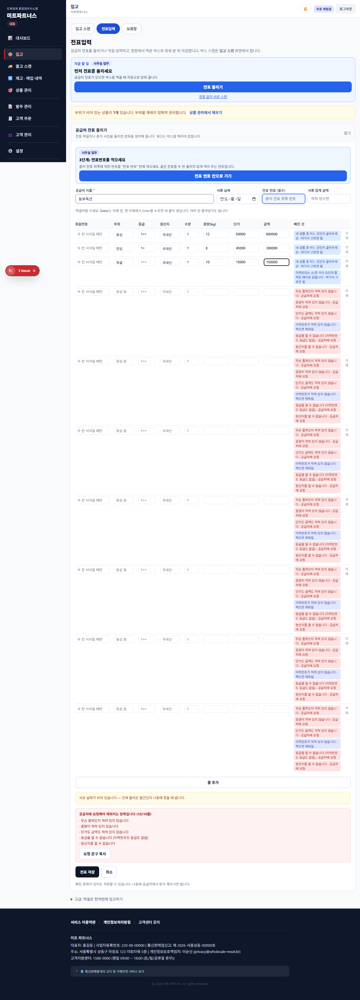 도매업체 통합관리시스템
미트파트너스
대표
대시보드
입고
출고 스캔
재고 · 매입 내역
상품 관리
발주 관리
고객 주문
고객 관리
설정
N 1 Issue ×
입고
미트파트너스
무료 체험중
로그아웃
입고 스캔 전표입력 보류함
전표입력
공급처 전표를 올리거나 직접 입력하고, 현장에서 찍은 박스와 맞춰 본 뒤 마감합니다. 박스 스캔은 입고 스캔 화면에서 합니다.
지금 할 일 사무실 업무
먼저 전표를 올리세요
공급처 전표가 있으면 박스를 찍을 때 자동으로 맞춰 줍니다
전표 올리기
전표 없이 바로 스캔
부위가 비어 있는 상품이 1개 있습니다. 부위를 채워야 정확히 관리됩니다. 상품 관리에서 채우기
공급처 전표 올리기
전표 파일이나 종이 사진을 올리면 항목을 정리해 줍니다. 재고는 박스를 찍어야 잡힙니다.
접기
사무실 업무
3단계: 전표번호를 적으세요
종이 전표 위쪽에 적힌 번호를 "전표 번호" 칸에 적으세요. 같은 전표를 두 번 올리지 않게 막아 주는 번호입니다.
전표 번호 칸으로 가기
공급처 이름 * 서류 날짜 전표 번호 (필수) 서류 합계 금액
동부축산 연도-월-일 종이 전표 위쪽 번호 적혀 있으면
엑셀처럼 쓰세요. Enter는 아래 칸, 맨 아래에서 Enter를 누르면 새 줄이 생깁니다. 여러 칸 붙여넣기도 됩니다.
묶음번호 부위 등급 원산지 수량 중량(kg) 단가 금액 빠진 것
두 칸 서식일 때만 등심 1++ 국내산 1 12 50000 600000 내 상품 중 어느 것인지 골라주세
요 · 여기서 고르면 됨
삭
제
두 칸 서식일 때만 안심 1+ 국내산 1 8 45000 360000 내 상품 중 어느 것인지 골라주세
요 · 여기서 고르면 됨
삭
제
두 칸 서식일 때만 목살 1++ 국내산 1 10 15000 150000 내 상품 중 어느 것인지 골라주세
요 · 여기서 고르면 됨
이력번호는 소(첫 자리 0)인데 품
목은 돼지로 읽힙니다 · 여기서 고
르면 됨
삭
제
두 칸 서식일 때만 등심 등 1++ 국내산 1 무슨 품목인지 적혀 있지 않습니
다 · 공급처에 요청
중량이 적혀 있지 않습니다 · 공급
처에 요청
단가도 금액도 적혀 있지 않습니
다 · 공급처에 요청
이력번호가 적혀 있지 않습니다 ·
찍으면 채워짐
등급을 알 수 없습니다 (이력번호
도 등급도 없음) · 공급처에 요청
원산지를 알 수 없습니다 · 공급처
에 요청
삭
제
두 칸 서식일 때만 등심 등 1++ 국내산 1 무슨 품목인지 적혀 있지 않습니
다 · 공급처에 요청
중량이 적혀 있지 않습니다 · 공급
처에 요청
단가도 금액도 적혀 있지 않습니
다 · 공급처에 요청
이력번호가 적혀 있지 않습니다 ·
찍으면 채워짐
등급을 알 수 없습니다 (이력번호
도 등급도 없음) · 공급처에 요청
원산지를 알 수 없습니다 · 공급처
에 요청
삭
제
두 칸 서식일 때만 등심 등 1++ 국내산 1 무슨 품목인지 적혀 있지 않습니
다 · 공급처에 요청
중량이 적혀 있지 않습니다 · 공급
처에 요청
단가도 금액도 적혀 있지 않습니
다 · 공급처에 요청
이력번호가 적혀 있지 않습니다 ·
찍으면 채워짐
등급을 알 수 없습니다 (이력번호
도 등급도 없음) · 공급처에 요청
원산지를 알 수 없습니다 · 공급처
에 요청
삭
제
두 칸 서식일 때만 등심 등 1++ 국내산 1 무슨 품목인지 적혀 있지 않습니
다 · 공급처에 요청
중량이 적혀 있지 않습니다 · 공급
처에 요청
단가도 금액도 적혀 있지 않습니
다 · 공급처에 요청
이력번호가 적혀 있지 않습니다 ·
찍으면 채워짐
등급을 알 수 없습니다 (이력번호
도 등급도 없음) · 공급처에 요청
원산지를 알 수 없습니다 · 공급처
에 요청
삭
제
두 칸 서식일 때만 등심 등 1++ 국내산 1 무슨 품목인지 적혀 있지 않습니
다 · 공급처에 요청
중량이 적혀 있지 않습니다 · 공급
처에 요청
단가도 금액도 적혀 있지 않습니
다 · 공급처에 요청
이력번호가 적혀 있지 않습니다 ·
찍으면 채워짐
등급을 알 수 없습니다 (이력번호
도 등급도 없음) · 공급처에 요청
원산지를 알 수 없습니다 · 공급처
에 요청
삭
제
두 칸 서식일 때만 등심 등 1++ 국내산 1 무슨 품목인지 적혀 있지 않습니
다 · 공급처에 요청
중량이 적혀 있지 않습니다 · 공급
처에 요청
단가도 금액도 적혀 있지 않습니
다 · 공급처에 요청
이력번호가 적혀 있지 않습니다 ·
찍으면 채워짐
등급을 알 수 없습니다 (이력번호
도 등급도 없음) · 공급처에 요청
원산지를 알 수 없습니다 · 공급처
에 요청
삭
제
두 칸 서식일 때만 등심 등 1++ 국내산 1 무슨 품목인지 적혀 있지 않습니
다 · 공급처에 요청
중량이 적혀 있지 않습니다 · 공급
처에 요청
단가도 금액도 적혀 있지 않습니
다 · 공급처에 요청
이력번호가 적혀 있지 않습니다 ·
찍으면 채워짐
등급을 알 수 없습니다 (이력번호
도 등급도 없음) · 공급처에 요청
원산지를 알 수 없습니다 · 공급처
에 요청
삭
제
줄 추가
서류 날짜가 비어 있습니다 — 언제 들어온 물건인지 나중에 찾을 때 씁니다.
공급처에 요청해야 채워지는 항목입니다 (10/10줄)
· 무슨 품목인지 적혀 있지 않습니다
· 중량이 적혀 있지 않습니다
· 단가도 금액도 적혀 있지 않습니다
· 등급을 알 수 없습니다 (이력번호도 등급도 없음)
· 원산지를 알 수 없습니다
요청 문구 복사
전표 저장 취소
빠진 항목이 있어도 저장할 수 있습니다. 나중에 공급처에서 받아 채우시면 됩니다.
▶ 고급: 엑셀로 한꺼번에 입고하기
서비스 이용약관 | 개인정보처리방침 | 고객센터 문의
미트 파트너스
대표자: 홍길동 | 사업자등록번호: 220-88-00000 | 통신판매업신고: 제 2026-서울성동-00000호
주소: 서울특별시 성동구 마장로 123 미트타워 5층 | 개인정보보호책임자: 이순신 (privacy@wholesale-meat.kr)
고객지원센터: 1588-0000 (평일 09:00 ~ 18:00 (토/일/공휴일 휴무))
통신판매중개자 고지 및 구매안전 서비스 보기
© 2026 미트 파트너스. All rights reserved.